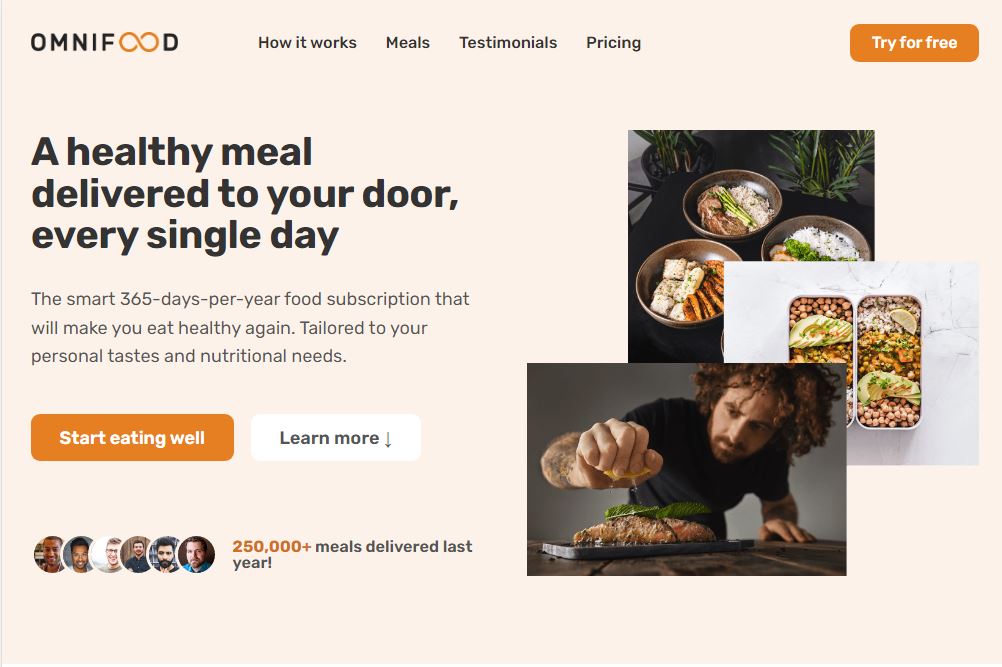 OMNIFOOD
How it works
Meals
Testimonials
Pricing
Try for free
A healthy meal
delivered to your door,
every single day
The smart 365-days-per-year food subscription that
will make you eat healthy again. Tailored to your
personal tastes and nutritional needs.
Start eating well
Learn more ↓
250,000+ meals delivered last
year!